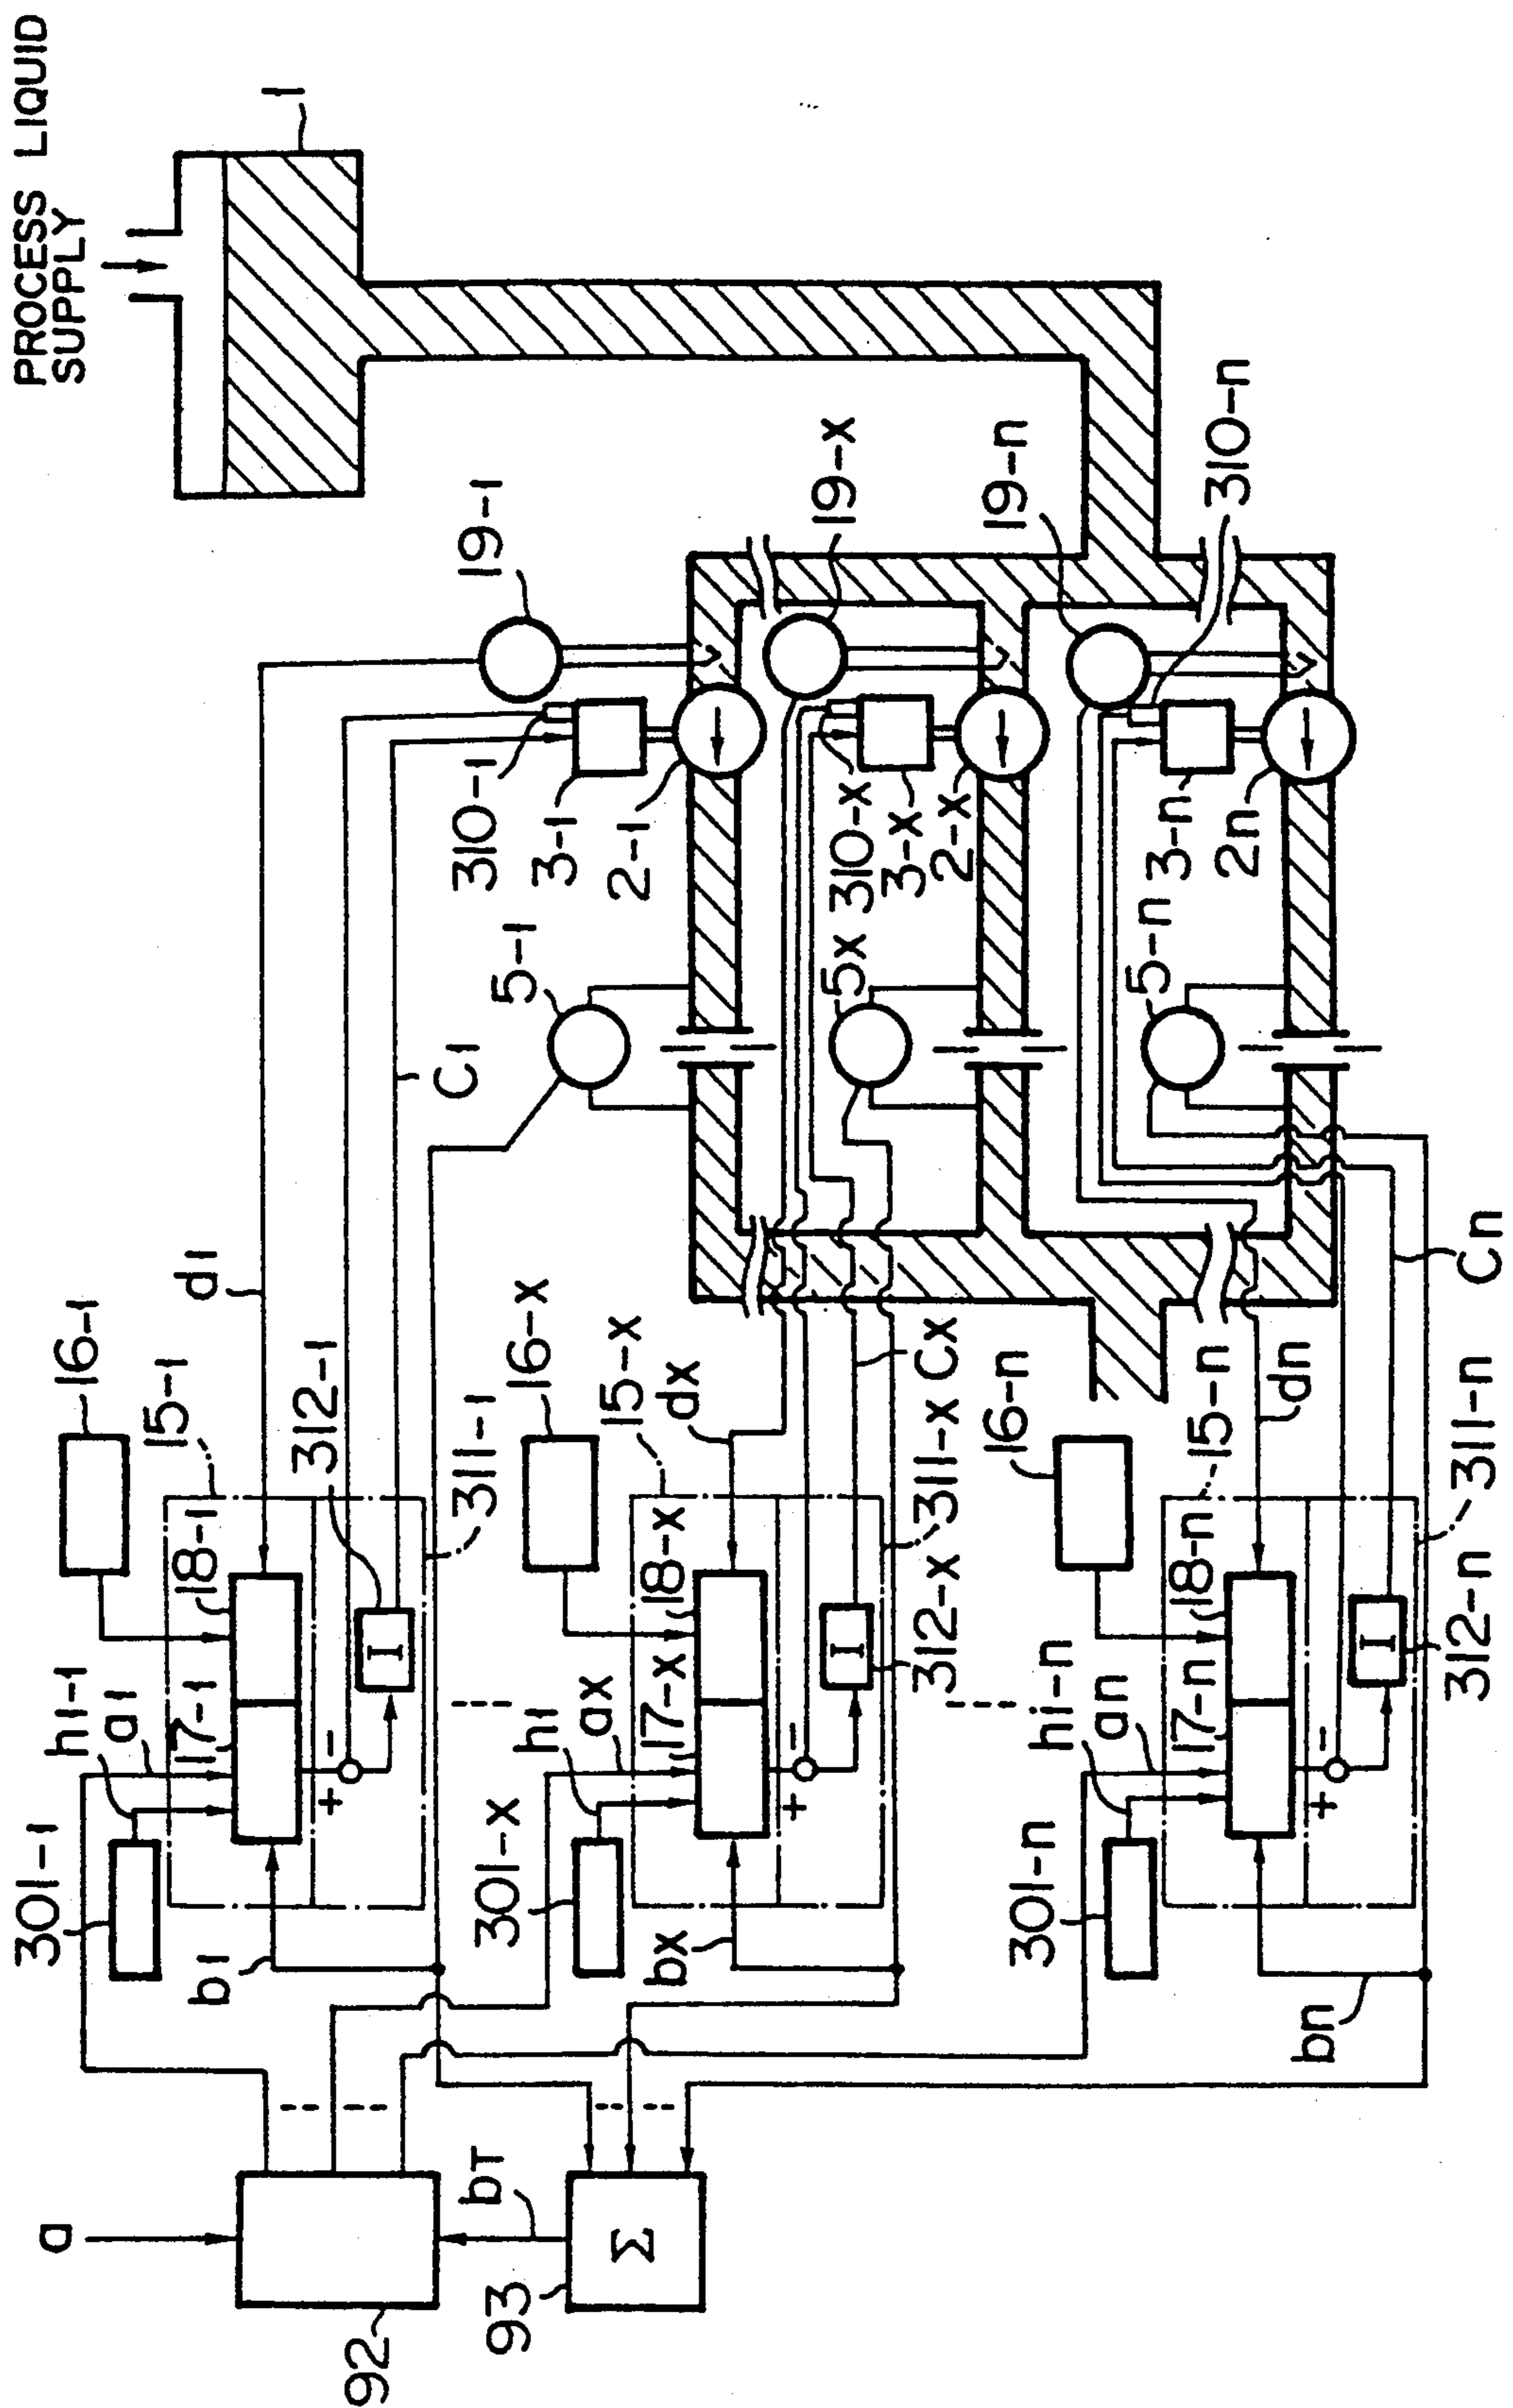 PROCESS LIQUID
SUPPLY
1
19-1
19-x
19-n
310-n
310-1
3-1
2-1
310-x
3-x
2-x
3-n
2n
5-1
5x
5-n
C1
d1
Cn
16-1
15-1
312-1
311-1
16-x
15-x
dx
Cx
311-x
16-n
15-n
dn
311-n
18-1
17-1
h1-1
a1
301-1
I
+
−
b1
18-x
17-x
h1
ax
301-x
I
312-x
+
−
bx
18-n
17-n
h1-n
an
301-n
I
312-n
+
−
bn
a
92
bT
93
Σ